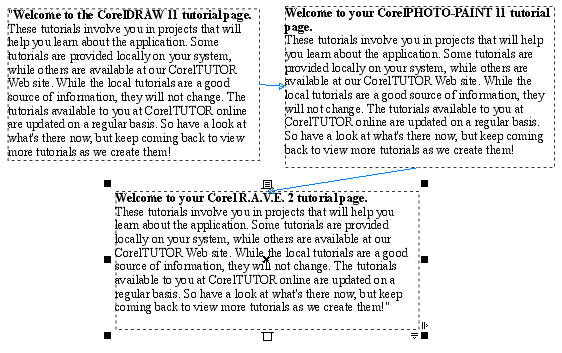 "Welcome to the CorelDRAW 11 tutorial page.
These tutorials involve you in projects that will
help you learn about the application. Some
tutorials are provided locally on your system,
while others are available at our CorelTUTOR
Web site. While the local tutorials are a good
source of information, they will not change. The
tutorials available to you at CorelTUTOR online
are updated on a regular basis. So have a look at
what's there now, but keep coming back to view
more tutorials as we create them!
Welcome to your CorelPHOTO-PAINT 11 tutorial
page.
These tutorials involve you in projects that will help
you learn about the application. Some tutorials are
provided locally on your system, while others are
available at our CorelTUTOR Web site. While the
local tutorials are a good source of information, they
will not change. The tutorials available to you at
CorelTUTOR online are updated on a regular basis.
So have a look at what's there now, but keep coming
back to view more tutorials as we create them!
Welcome to your Corel R.A.V.E. 2 tutorial page.
These tutorials involve you in projects that will help you
learn about the application. Some tutorials are provided
locally on your system, while others are available at our
CorelTUTOR Web site. While the local tutorials are a good
source of information, they will not change. The tutorials
available to you at CorelTUTOR online are updated on a
regular basis. So have a look at what's there now, but keep
coming back to view more tutorials as we create them!"